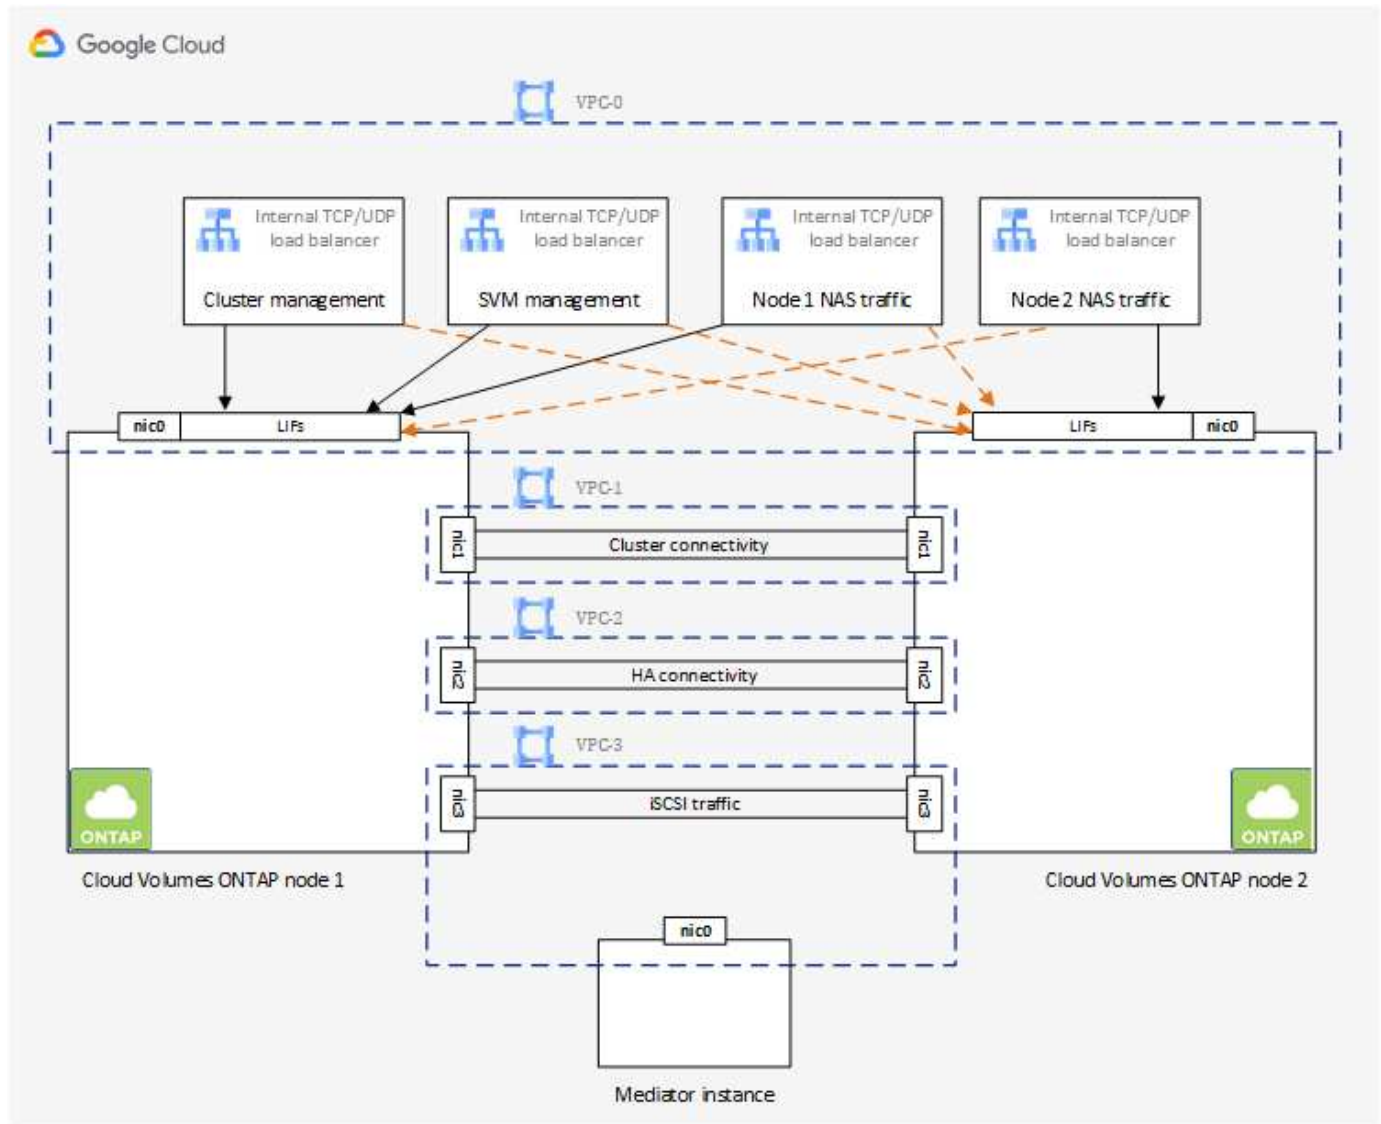 Google Cloud
VPC-0
Internal TCP/UDP
load balancer
Cluster management
Internal TCP/UDP
load balancer
SVM management
Internal TCP/UDP
load balancer
Node 1 NAS traffic
Internal TCP/UDP
load balancer
Node 2 NAS traffic
nic0
LIFs
LIFs
nic0
VPC-1
nic1
Cluster connectivity
nic1
VPC-2
nic2
HA connectivity
nic2
VPC-3
nic3
iSCSI traffic
nic3
ONTAP
ONTAP
Cloud Volumes ONTAP node 1
Cloud Volumes ONTAP node 2
nic0
Mediator instance